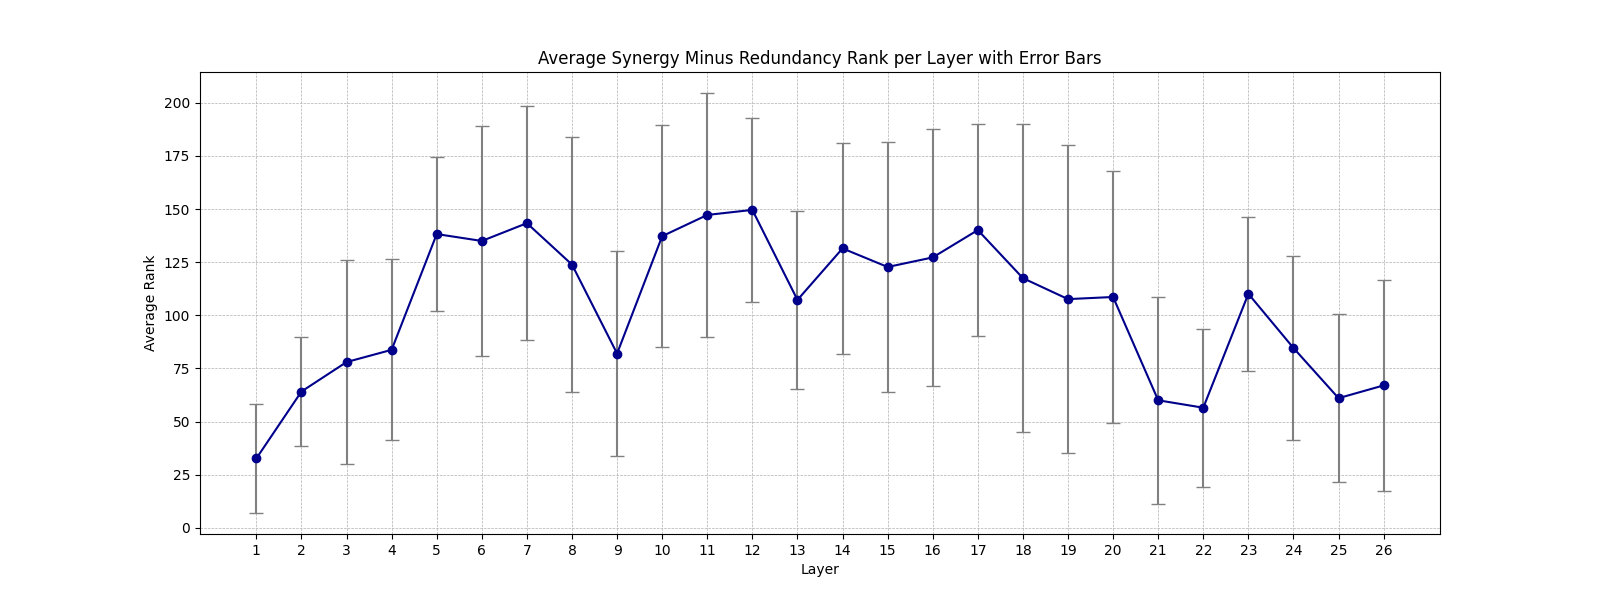 Average Synergy Minus Redundancy Rank per Layer with Error Bars
200
175
150
125
100
75
50
25
0
Average Rank
1 2 3 4 5 6 7 8 9 10 11 12 13 14 15 16 17 18 19 20 21 22 23 24 25 26
Layer